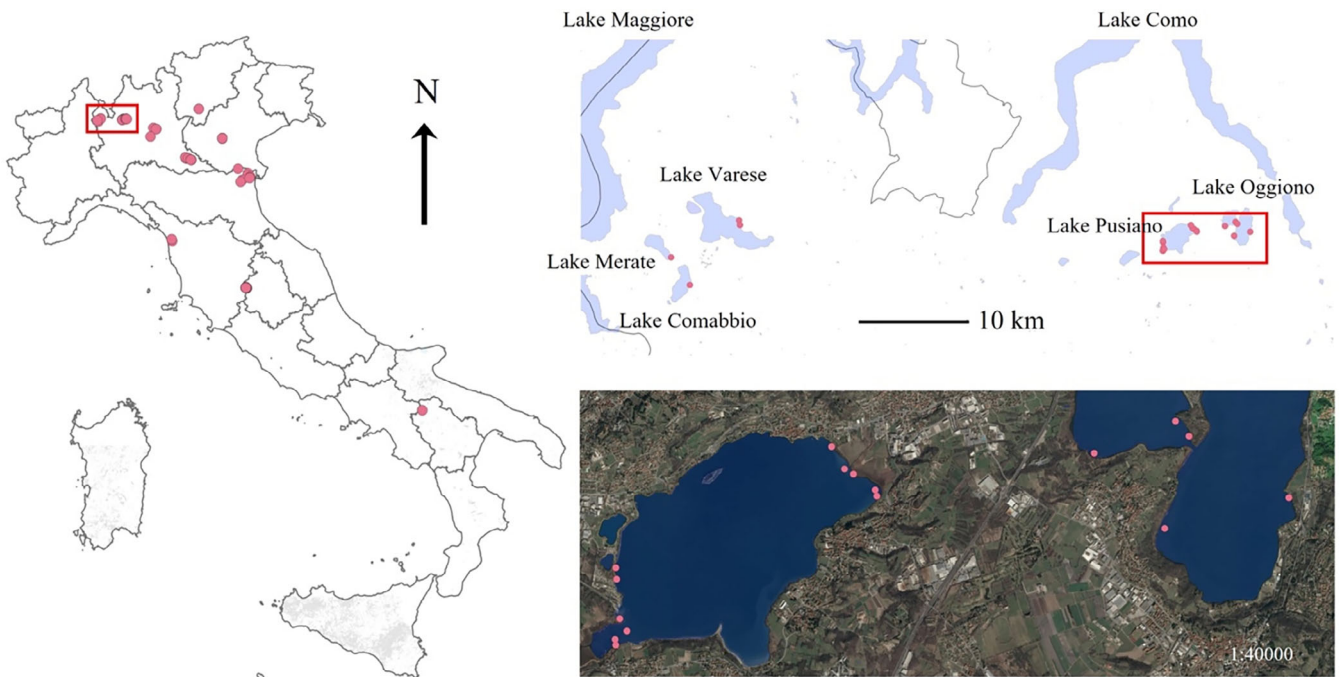 Lake Maggiore
Lake Como
N
Lake Varese
Lake Oggiono
Lake Pusiano
Lake Merate
Lake Comabbio
10 km
1:40000